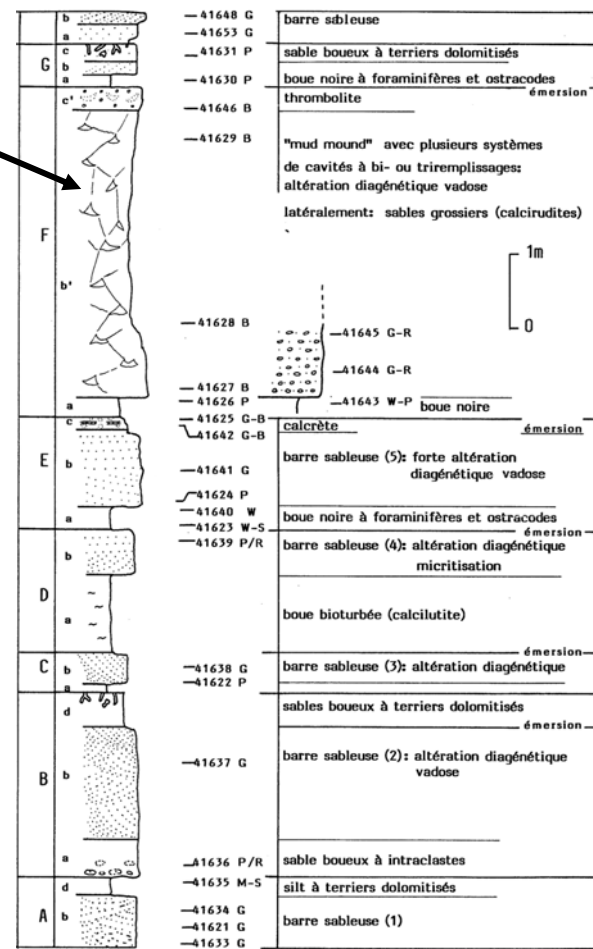 b —41648 G barre sableuse
a —41653 G
G c —41631 P sable boueux à terriers dolomitisés
b
a —41630 P boue noire à foraminifères et ostracodes
émersion
F c' thrombolite
—41646 B
—41629 B "mud mound" avec plusieurs systèmes
de cavités à bi- ou triremplissages:
altération diagénétique vadose
latéralement: sables grossiers (calcirudites)
1m
0
b'
—41628 B —41645 G-R
—41644 G-R
—41627 B
a —41626 P —41643 W-P boue noire
E c —41625 G-B calcrète émersion
—41642 G-B
b —41641 G barre sableuse (5): forte altération
diagénétique vadose
—41624 P
a —41640 W boue noire à foraminifères et ostracodes
—41623 W-S
émersion
D b —41639 P/R barre sableuse (4): altération diagénétique
micritisation
a boue bioturbée (calcilutite)
émersion
C b —41638 G barre sableuse (3): altération diagénétique
a —41622 P
B d sables boueux à terriers dolomitisés
émersion
b —41637 G barre sableuse (2): altération diagénétique
vadose
a —41636 P/R sable boueux à intraclastes
A d —41635 M-S silt à terriers dolomitisés
b —41634 G
—41621 G barre sableuse (1)
—41633 G